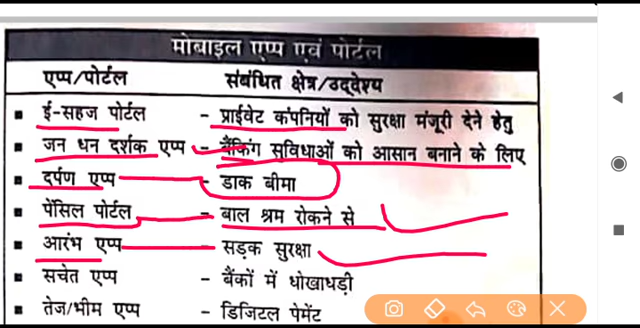 मोबाइल एप्प एवं पोर्टल
एप्प/पोर्टल संबंधित क्षेत्र/उद्देश्य
▪ ई-सहज पोर्टल - प्राईवेट कंपनियों को सुरक्षा मंजूरी देने हेतु
▪ जन धन दर्शक एप्प - बैंकिंग सुविधाओं को आसान बनाने के लिए
▪ दर्पण एप्प - डाक बीमा
▪ पेंसिल पोर्टल - बाल श्रम रोकने से
▪ आरंभ एप्प - सड़क सुरक्षा
▪ सचेत एप्प - बैंकों में धोखाधड़ी
▪ तेज/भीम एप्प - डिजिटल पेमेंट